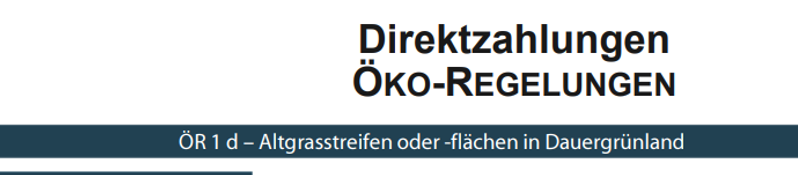 Direktzahlungen
ÖKO-REGELUNGEN
ÖR 1 d – Altgrasstreifen oder -flächen in Dauergrünland